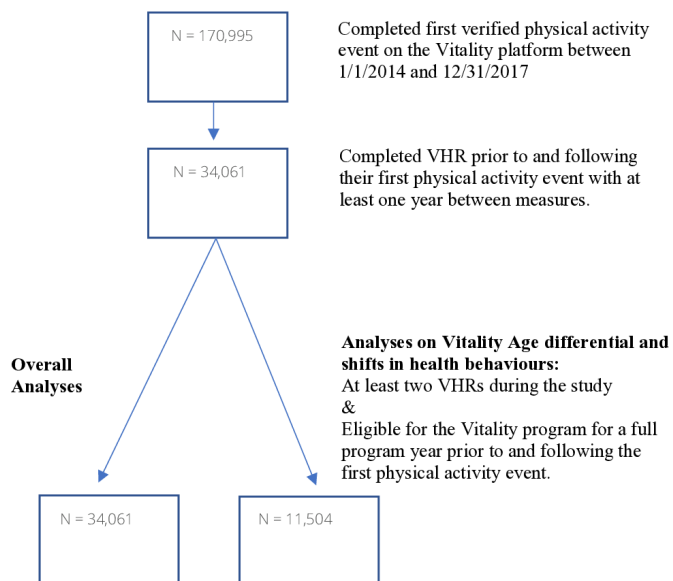 N = 170,995
Completed first verified physical activity
event on the Vitality platform between
1/1/2014 and 12/31/2017
N = 34,061
Completed VHR prior to and following
their first physical activity event with at
least one year between measures.
Overall
Analyses
Analyses on Vitality Age differential and
shifts in health behaviours:
At least two VHRs during the study
&
Eligible for the Vitality program for a full
program year prior to and following the
first physical activity event.
N = 34,061
N = 11,504